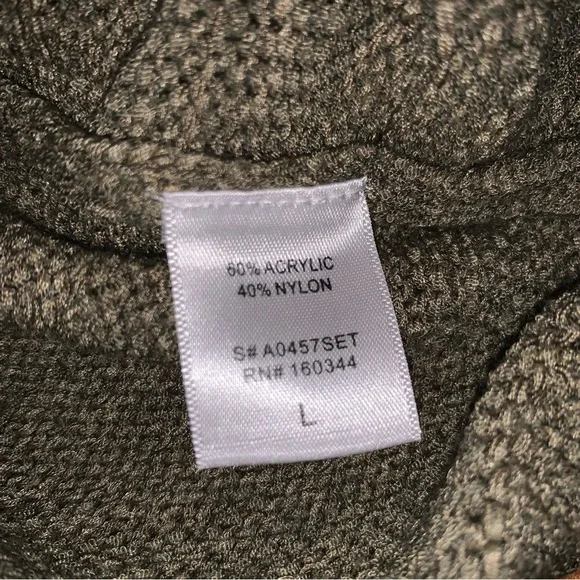 60% ACRYLIC
40% NYLON
S# A0457SET
RN# 160344
L